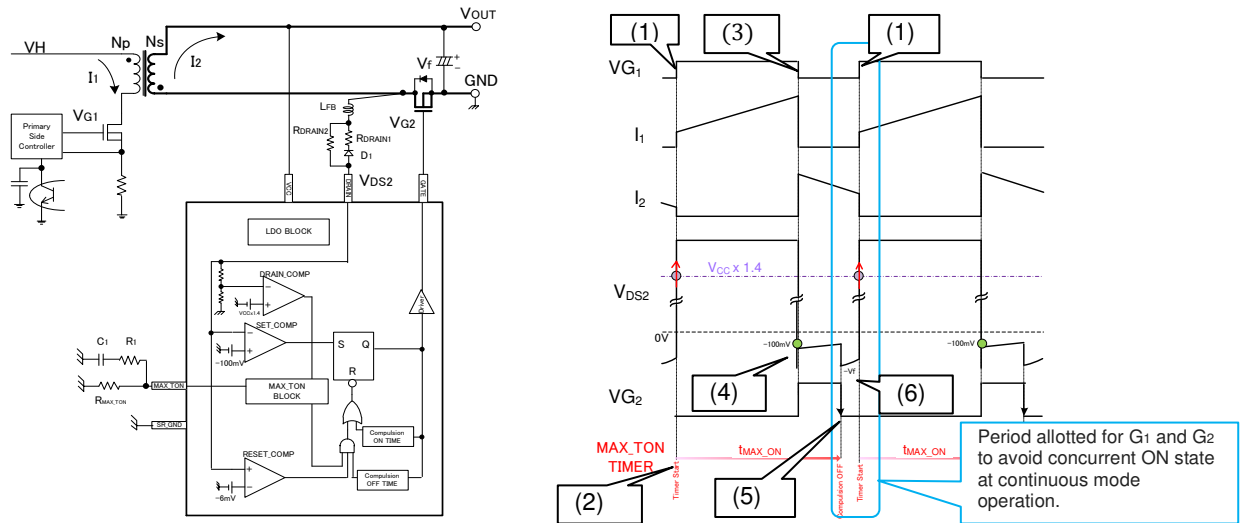 VOUT
VH
Np
Ns
I2
I1
Vf
+
−
GND
VG1
LFB
VG2
Primary
Side
Controller
RDRAIN2
RDRAIN1
D1
VDS2
VCC
DRAIN
GATE
LDO BLOCK
DRAIN_COMP
−
+
VCCx1.4
SET_COMP
−
+
−100mV
S
Q
R
C1
R1
MAX_TON
RMAX_TON
MAX_TON
BLOCK
SR_GND
Compulsion
ON TIME
RESET_COMP
+
−
Compulsion
OFF TIME
−6mV
(1)
(3)
(1)
VG1
I1
I2
VCC x 1.4
VDS2
0V
−100mV
−100mV
(4)
−Vf
(6)
VG2
MAX_TON
TIMER
tMAX_ON
tMAX_ON
Timer Start
Compulsion OFF
Timer Start
(2)
(5)
Period allotted for G1 and G2
to avoid concurrent ON state
at continuous mode
operation.